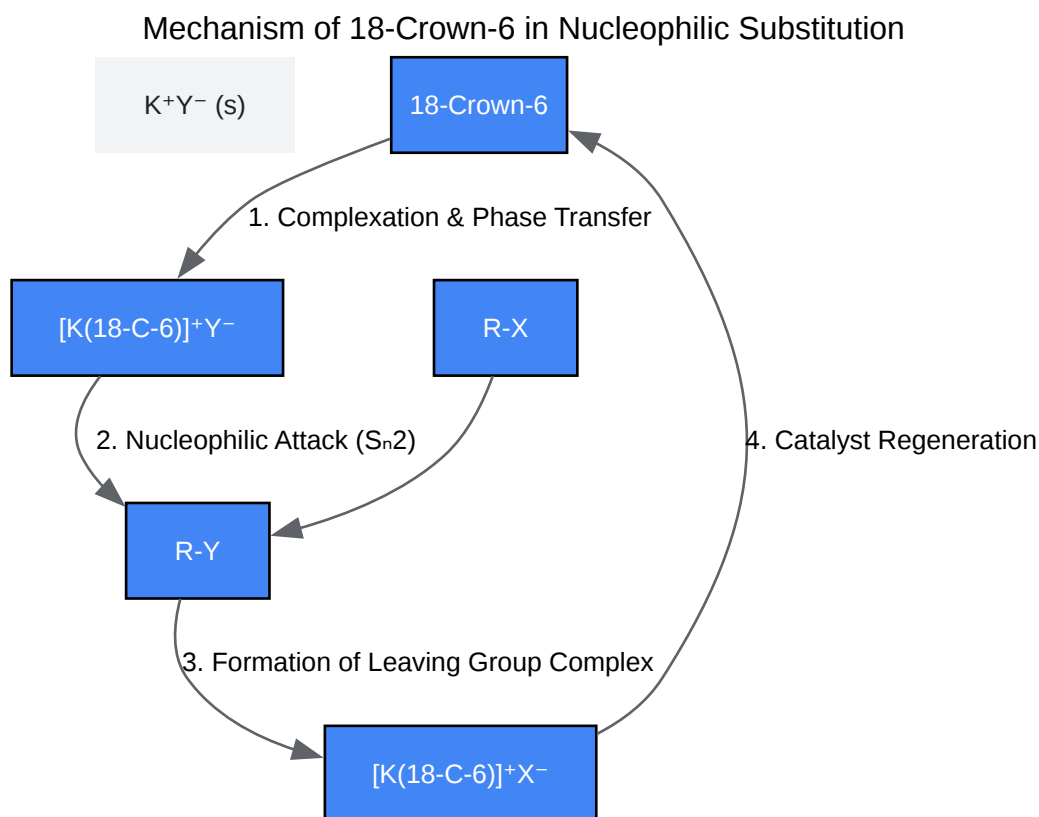 Mechanism of 18-Crown-6 in Nucleophilic Substitution
K⁺Y⁻ (s)
18-Crown-6
1. Complexation & Phase Transfer
[K(18-C-6)]⁺Y⁻
R-X
2. Nucleophilic Attack (Sₙ2)
4. Catalyst Regeneration
R-Y
3. Formation of Leaving Group Complex
[K(18-C-6)]⁺X⁻